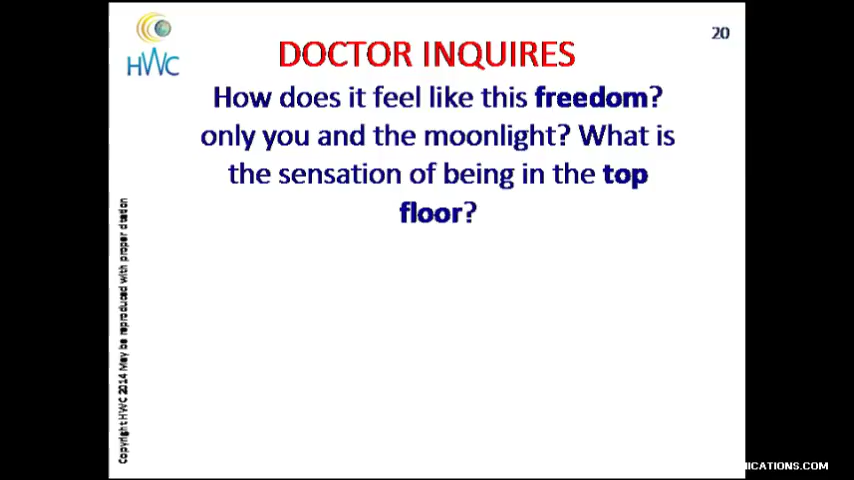 HWC
20
DOCTOR INQUIRES
How does it feel like this freedom?
only you and the moonlight? What is
the sensation of being in the top
floor?
Copyright HWC 2014 May be reproduced with proper citation
ICATIONS.COM